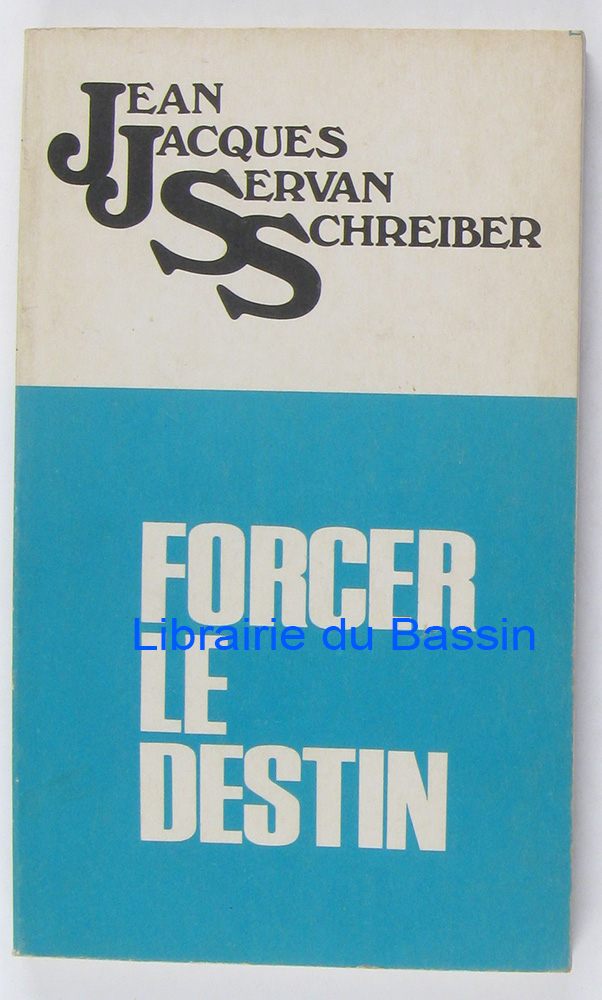 JEAN
JACQUES
SERVAN
SCHREIBER
FORCER
Librairie du Bassin
LE
DESTIN